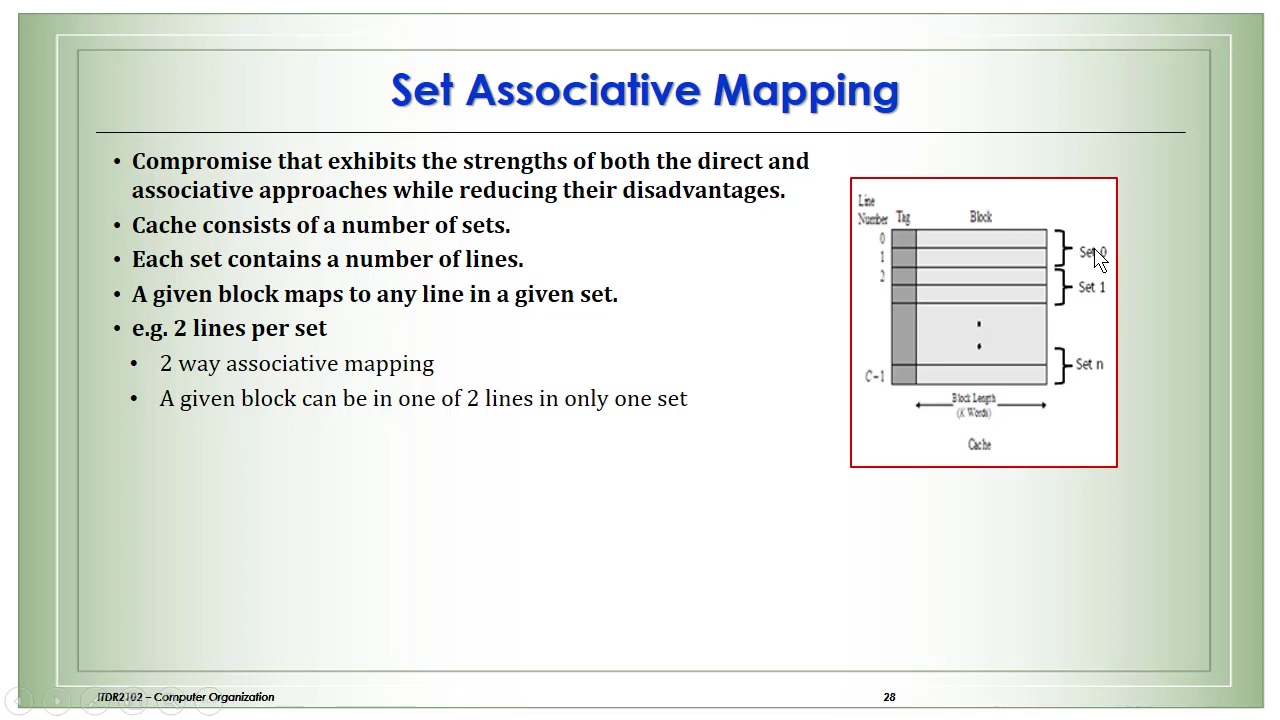 Set Associative Mapping
• Compromise that exhibits the strengths of both the direct and
associative approaches while reducing their disadvantages.
• Cache consists of a number of sets.
• Each set contains a number of lines.
• A given block maps to any line in a given set.
• e.g. 2 lines per set
• 2 way associative mapping
• A given block can be in one of 2 lines in only one set
Line
Number Tag Block
0
1
2
C-1
Set 0
Set 1
Set n
Block Length
(K Words)
Cache
ITDR2102 – Computer Organization
28